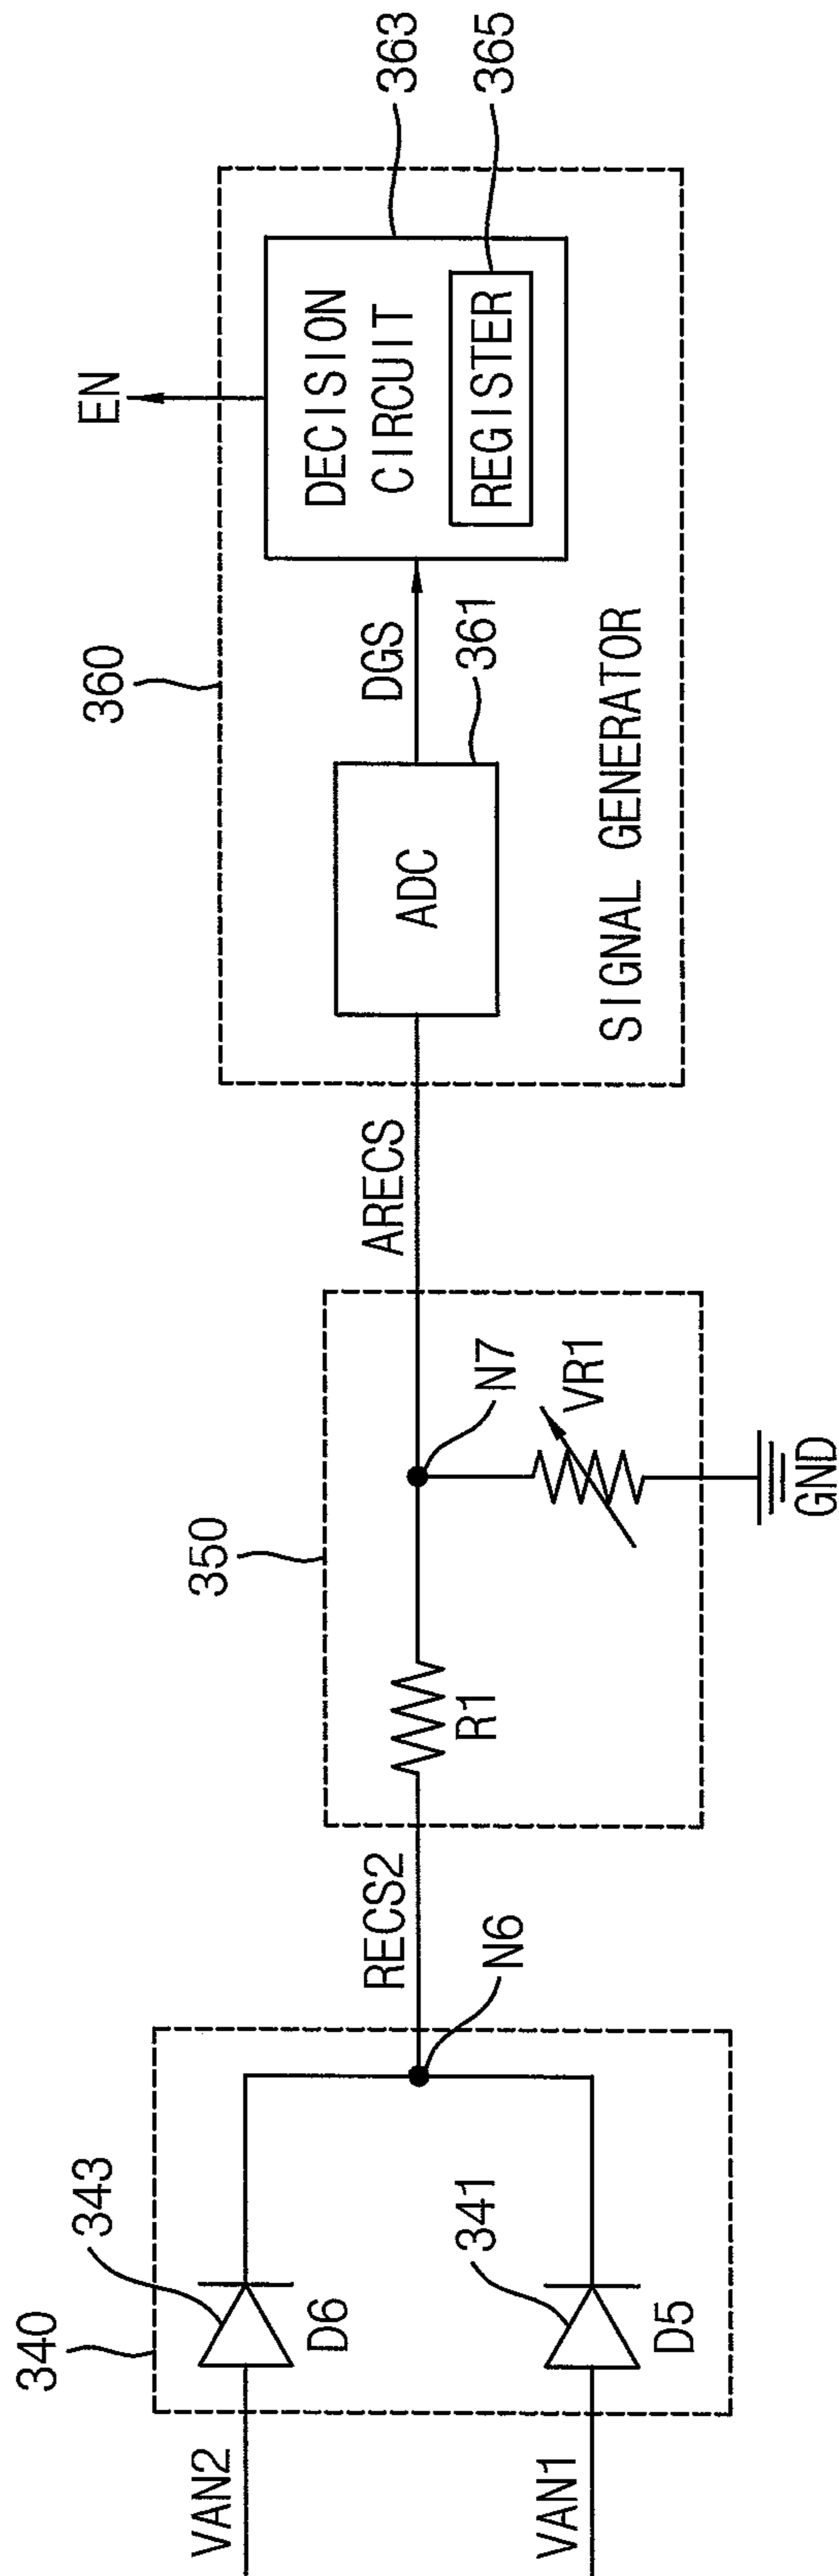 340
343
VAN2
D6
341
VAN1
D5
N6
RECS2
350
R1
N7
VR1
GND
ARECS
360
ADC
361
DGS
EN
DECISION
CIRCUIT
REGISTER
363
365
SIGNAL GENERATOR